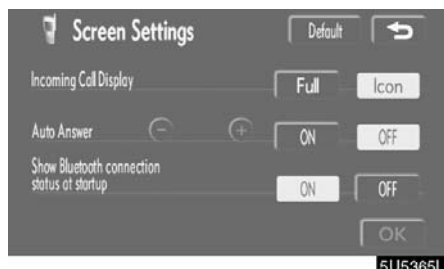 Screen Settings Default
Incoming Call Display Full Icon
Auto Answer - + ON OFF
Show Bluetooth connection
status at startup ON OFF
OK
5U5365L